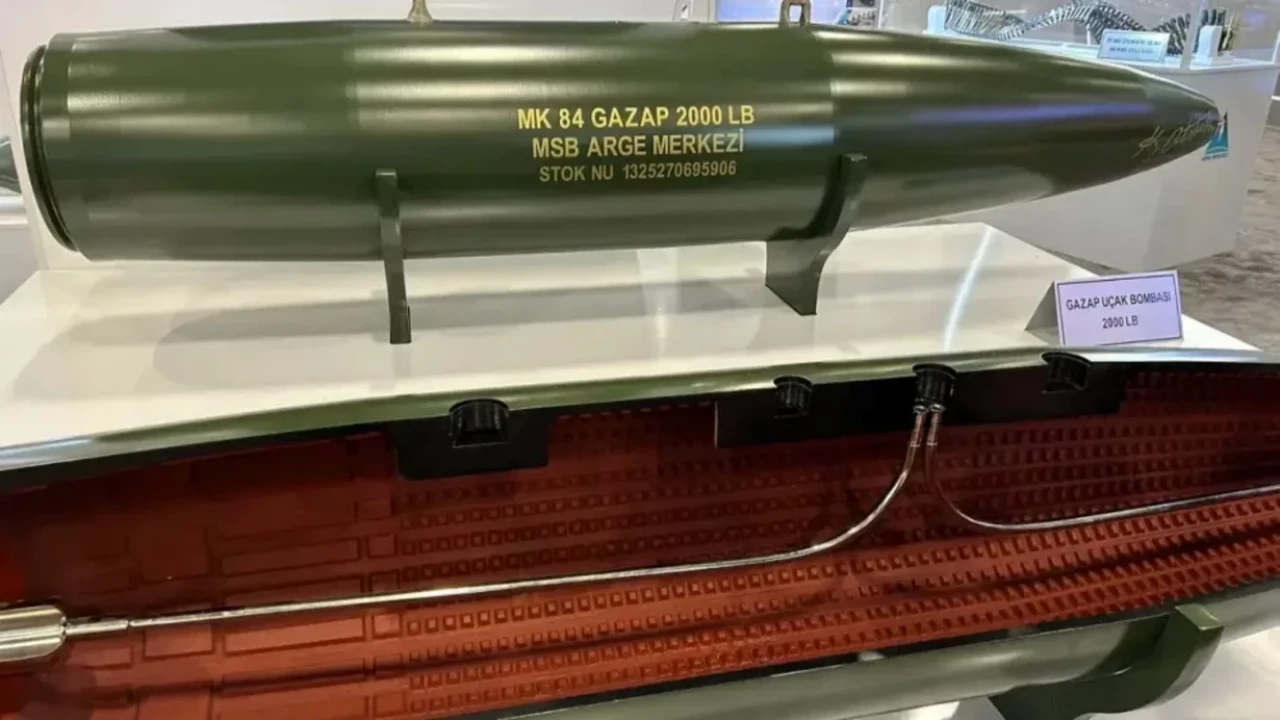 MK 84 GAZAP 2000 LB
MSB ARGE MERKEZİ
STOK NU 1325270695906
GAZAP UÇAK BOMBASI
2000 LB